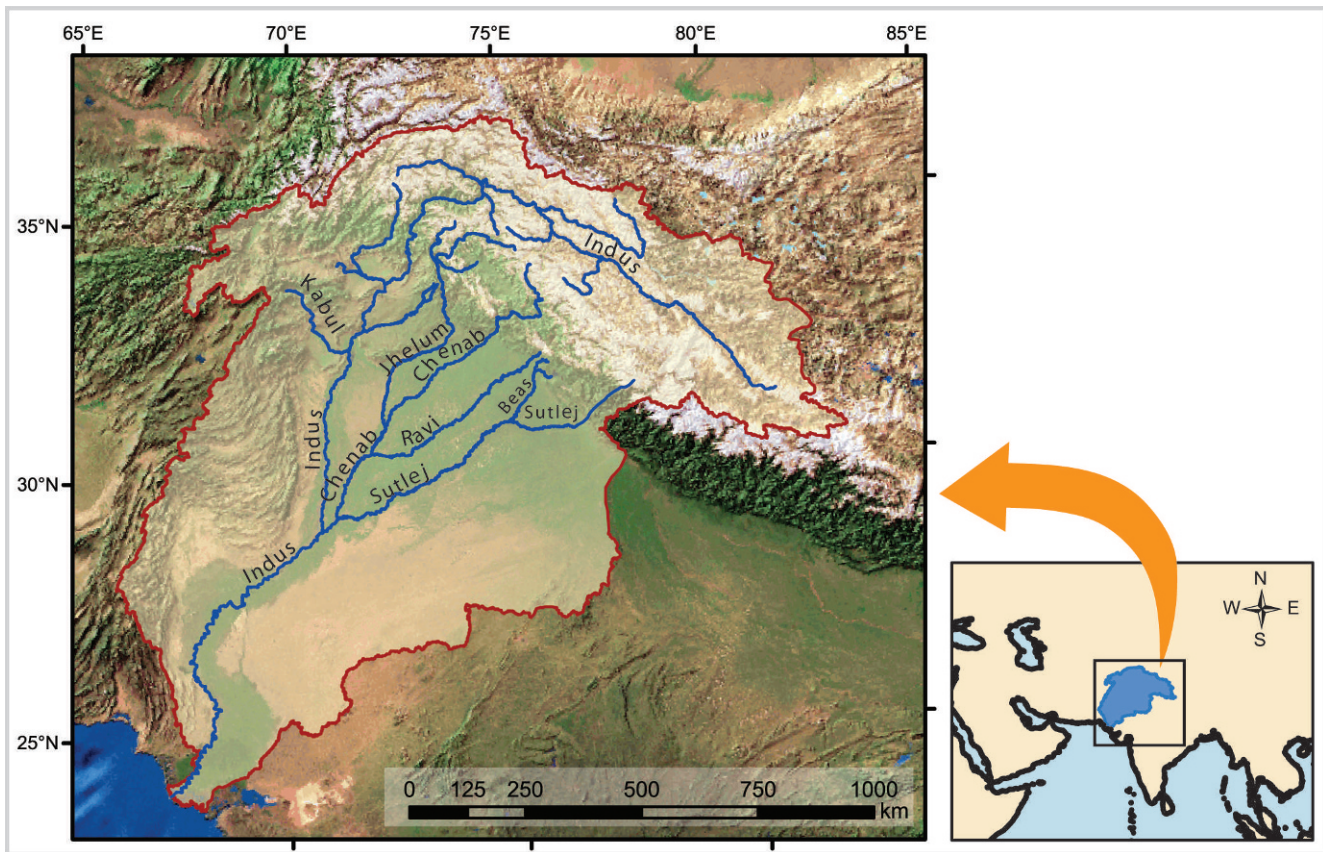 65°E 70°E 75°E 80°E 85°E
35°N
30°N
25°N
Indus
Kabul
Jhelum
Chenab
Beas
Sutlej
Ravi
Indus
Chenab
Sutlej
Indus
0 125 250 500 750 1000
km
N
W E
S